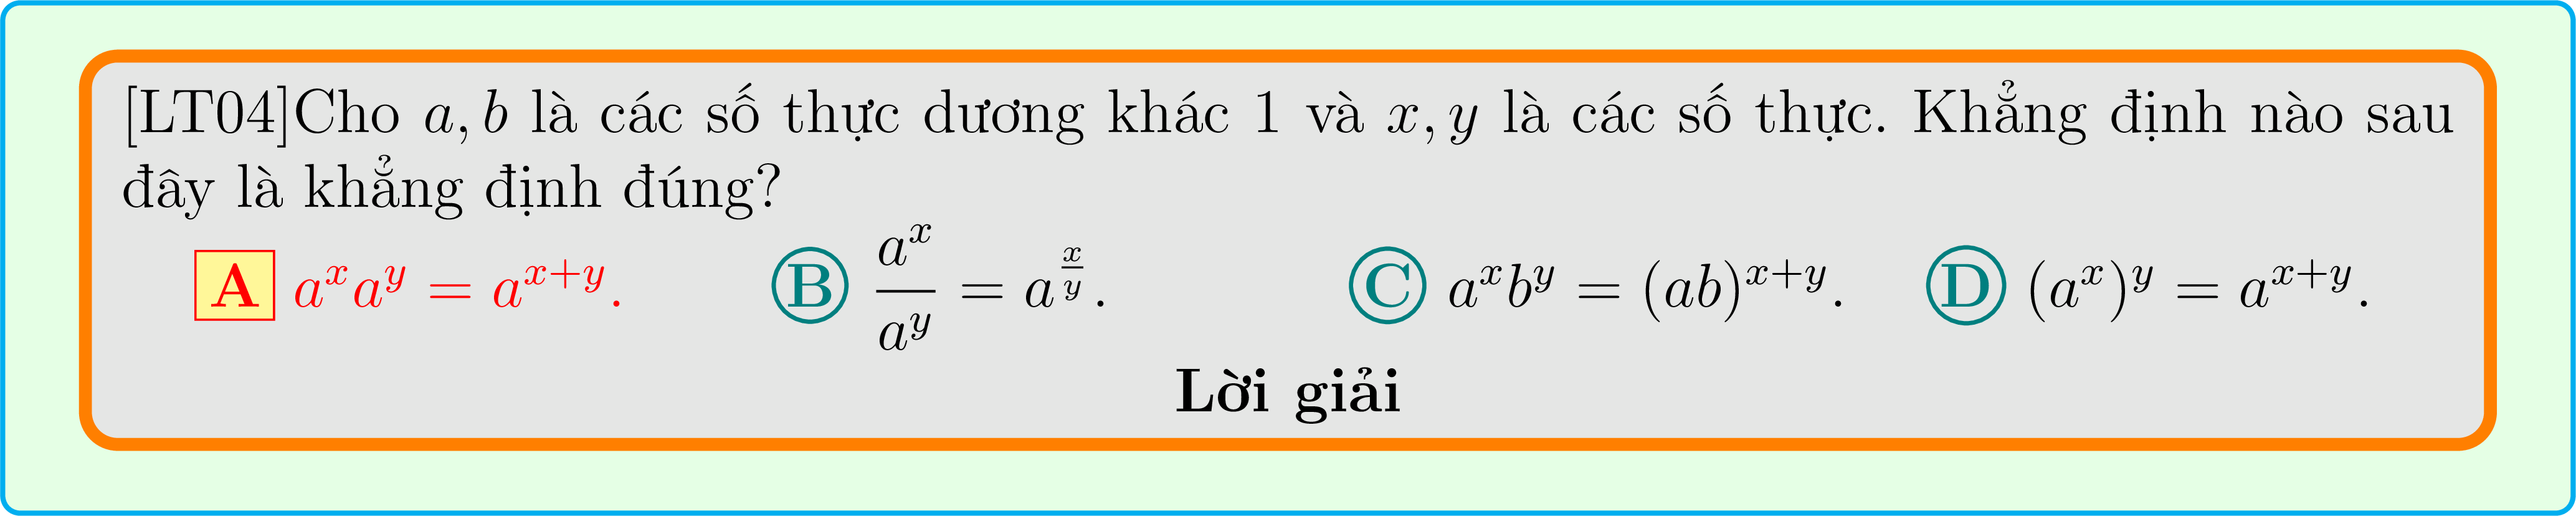 [LT04]Cho a, b là các số thực dương khác 1 và x, y là các số thực. Khẳng định nào sau
đây là khẳng định đúng?
A $a^x a^y = a^{x+y}$. B $\dfrac{a^x}{a^y} = a^{\frac{x}{y}}$. C $a^x b^y = (ab)^{x+y}$. D $(a^x)^y = a^{x+y}$.
Lời giải